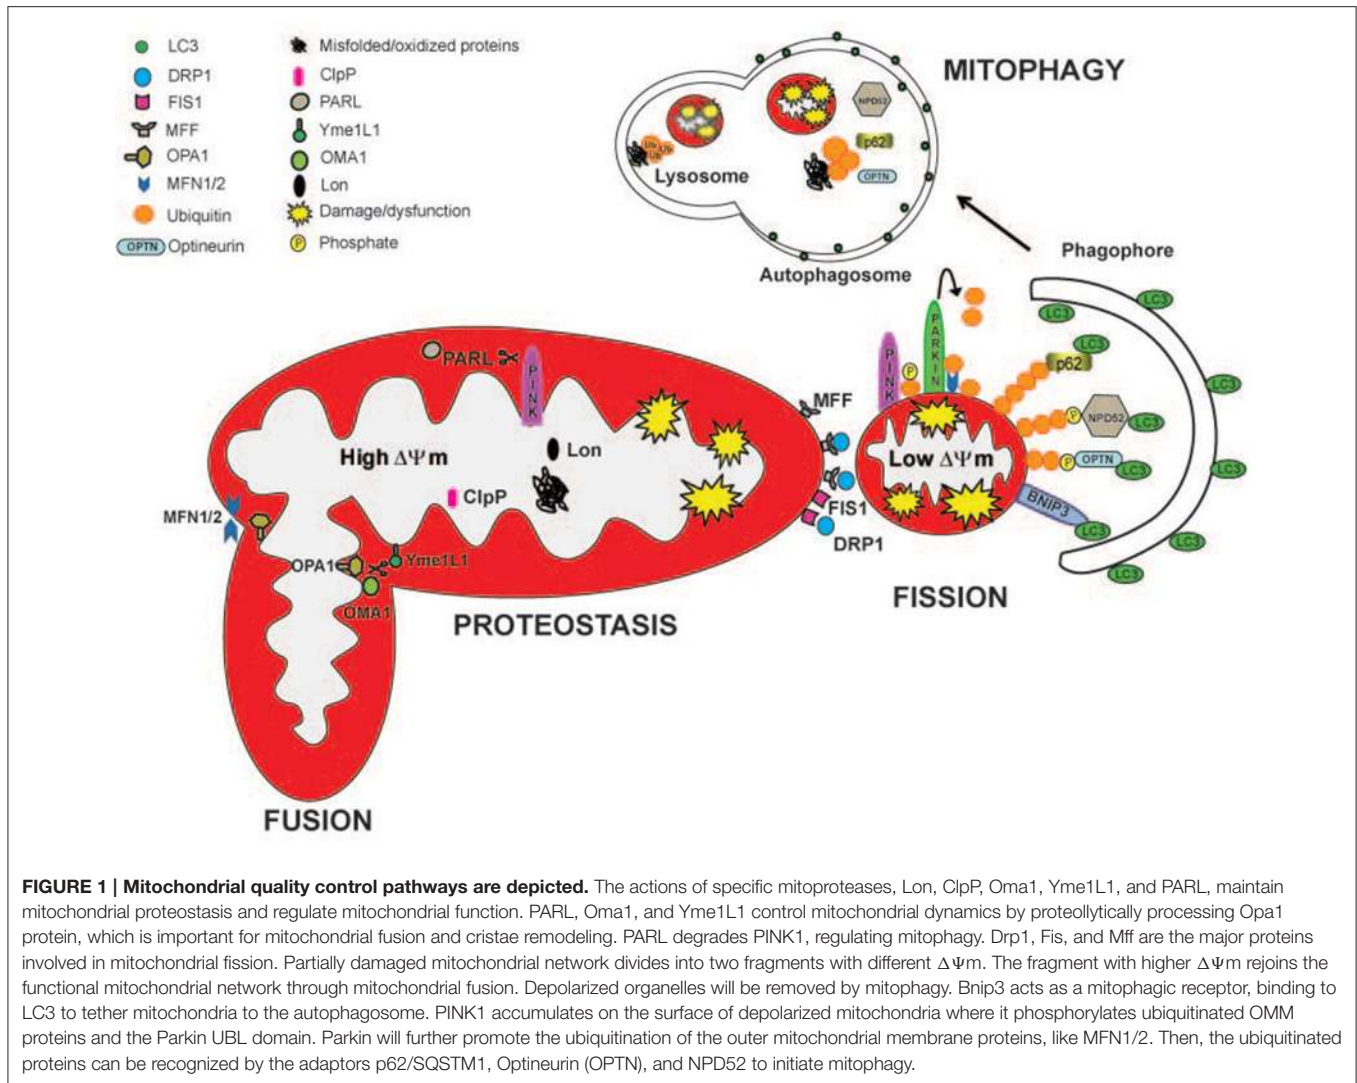 LC3
DRP1
FIS1
MFF
OPA1
MFN1/2
Ubiquitin
OPTN Optineurin
Misfolded/oxidized proteins
ClpP
PARL
Yme1L1
OMA1
Lon
Damage/dysfunction
P Phosphate
MITOPHAGY
NPD52
p62
OPTN
Ub Ub
Ub Ub
Lysosome
Autophagosome
Phagophore
LC3
LC3
LC3
LC3
LC3
LC3
LC3
LC3
LC3
LC3
p62
P NPD52
P OPTN
BNIP3
PINK
P
PARKIN
Low ΔΨm
MFF
FIS1
DRP1
FISSION
PARL
PINK
High ΔΨm
Lon
ClpP
MFN1/2
OPA1
Yme1L1
OMA1
PROTEOSTASIS
FUSION
FIGURE 1 | Mitochondrial quality control pathways are depicted. The actions of specific mitoproteases, Lon, ClpP, Oma1, Yme1L1, and PARL, maintain
mitochondrial proteostasis and regulate mitochondrial function. PARL, Oma1, and Yme1L1 control mitochondrial dynamics by proteollytically processing Opa1
protein, which is important for mitochondrial fusion and cristae remodeling. PARL degrades PINK1, regulating mitophagy. Drp1, Fis, and Mff are the major proteins
involved in mitochondrial fission. Partially damaged mitochondrial network divides into two fragments with different ΔΨm. The fragment with higher ΔΨm rejoins the
functional mitochondrial network through mitochondrial fusion. Depolarized organelles will be removed by mitophagy. Bnip3 acts as a mitophagic receptor, binding to
LC3 to tether mitochondria to the autophagosome. PINK1 accumulates on the surface of depolarized mitochondria where it phosphorylates ubiquitinated OMM
proteins and the Parkin UBL domain. Parkin will further promote the ubiquitination of the outer mitochondrial membrane proteins, like MFN1/2. Then, the ubiquitinated
proteins can be recognized by the adaptors p62/SQSTM1, Optineurin (OPTN), and NPD52 to initiate mitophagy.